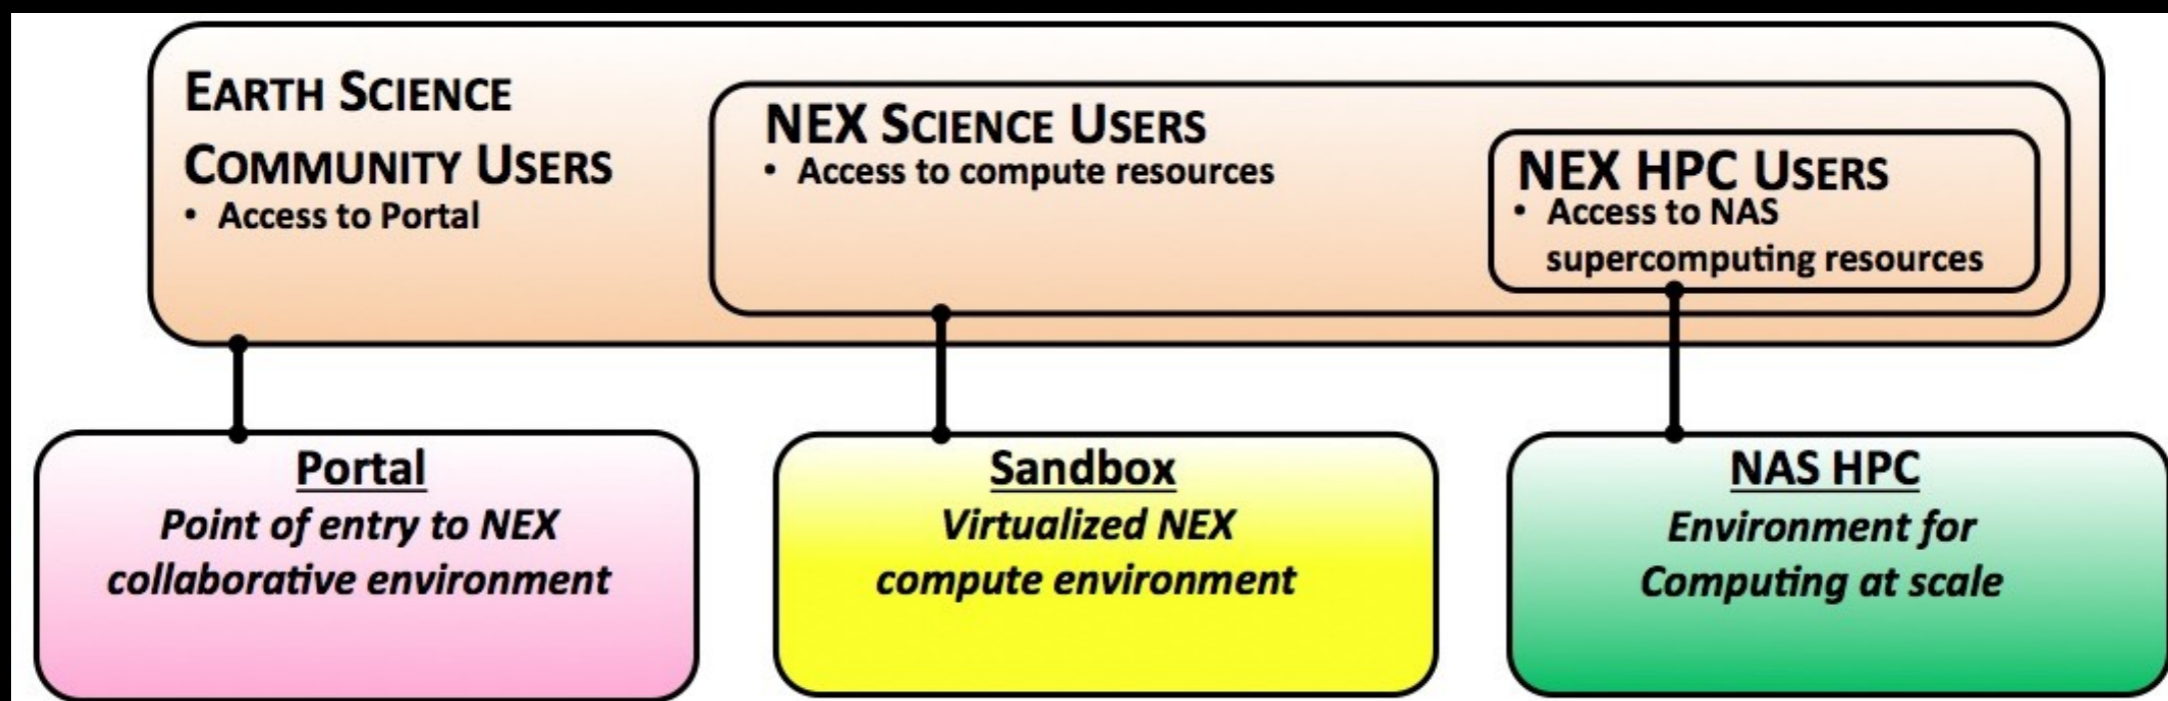 EARTH SCIENCE
COMMUNITY USERS
• Access to Portal
NEX SCIENCE USERS
• Access to compute resources
NEX HPC USERS
• Access to NAS
supercomputing resources
Portal
Point of entry to NEX
collaborative environment
Sandbox
Virtualized NEX
compute environment
NAS HPC
Environment for
Computing at scale